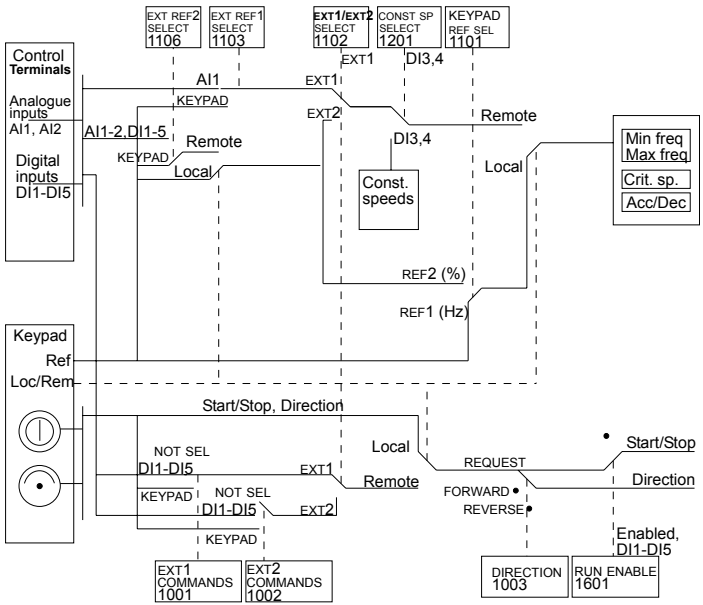 EXT REF2
SELECT
1106
EXT REF1
SELECT
1103
EXT1/EXT2
SELECT
1102
CONST SP
SELECT
1201
KEYPAD
REF SEL
1101
Control
Terminals
Analogue
inputs
AI1, AI2
Digital
inputs
DI1-DI5
AI1
KEYPAD
AI1-2,DI1-5
KEYPAD
Remote
Local
EXT1
EXT1
EXT2
DI3,4
Remote
DI3,4
Const.
speeds
Local
Min freq
Max freq
Crit. sp.
Acc/Dec
REF2 (%)
REF1 (Hz)
Keypad
Ref
Loc/Rem
Start/Stop, Direction
NOT SEL
DI1-DI5
KEYPAD
NOT SEL
DI1-DI5
KEYPAD
EXT1
EXT2
Remote
Local
REQUEST
FORWARD
REVERSE
Start/Stop
Direction
Enabled,
DI1-DI5
EXT1
COMMANDS
1001
EXT2
COMMANDS
1002
DIRECTION
1003
RUN ENABLE
1601